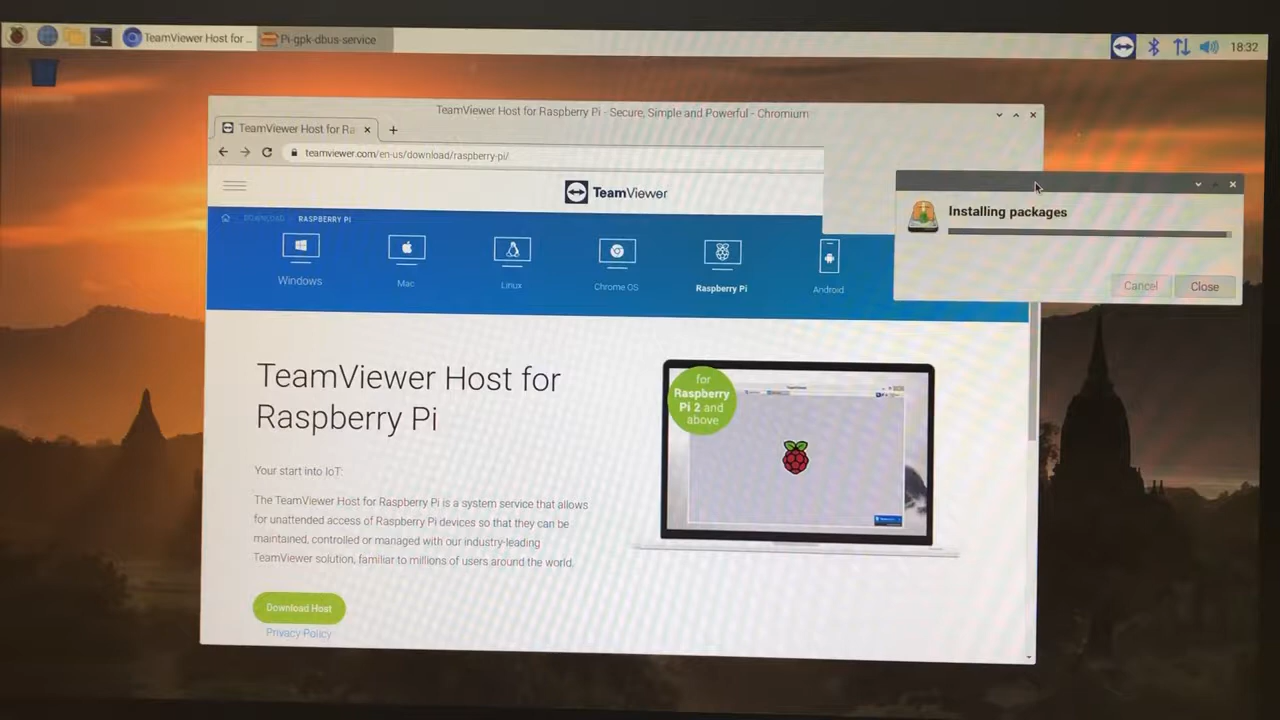 TeamViewer Host for ...
Pi-gpk-dbus-service
18:32
TeamViewer Host for Raspberry Pi - Secure, Simple and Powerful - Chromium
TeamViewer Host for Ra
teamviewer.com/en-us/download/raspberry-pi/
TeamViewer
DOWNLOAD
RASPBERRY PI
Installing packages
Cancel
Close
Windows
Mac
Linux
Chrome OS
Raspberry Pi
Android
TeamViewer Host for
Raspberry Pi
for
Raspberry
Pi 2 and
above
Your start into IoT:
The TeamViewer Host for Raspberry Pi is a system service that allows
for unattended access of Raspberry Pi devices so that they can be
maintained, controlled or managed with our industry-leading
TeamViewer solution, familiar to millions of users around the world.
Download Host
Privacy Policy